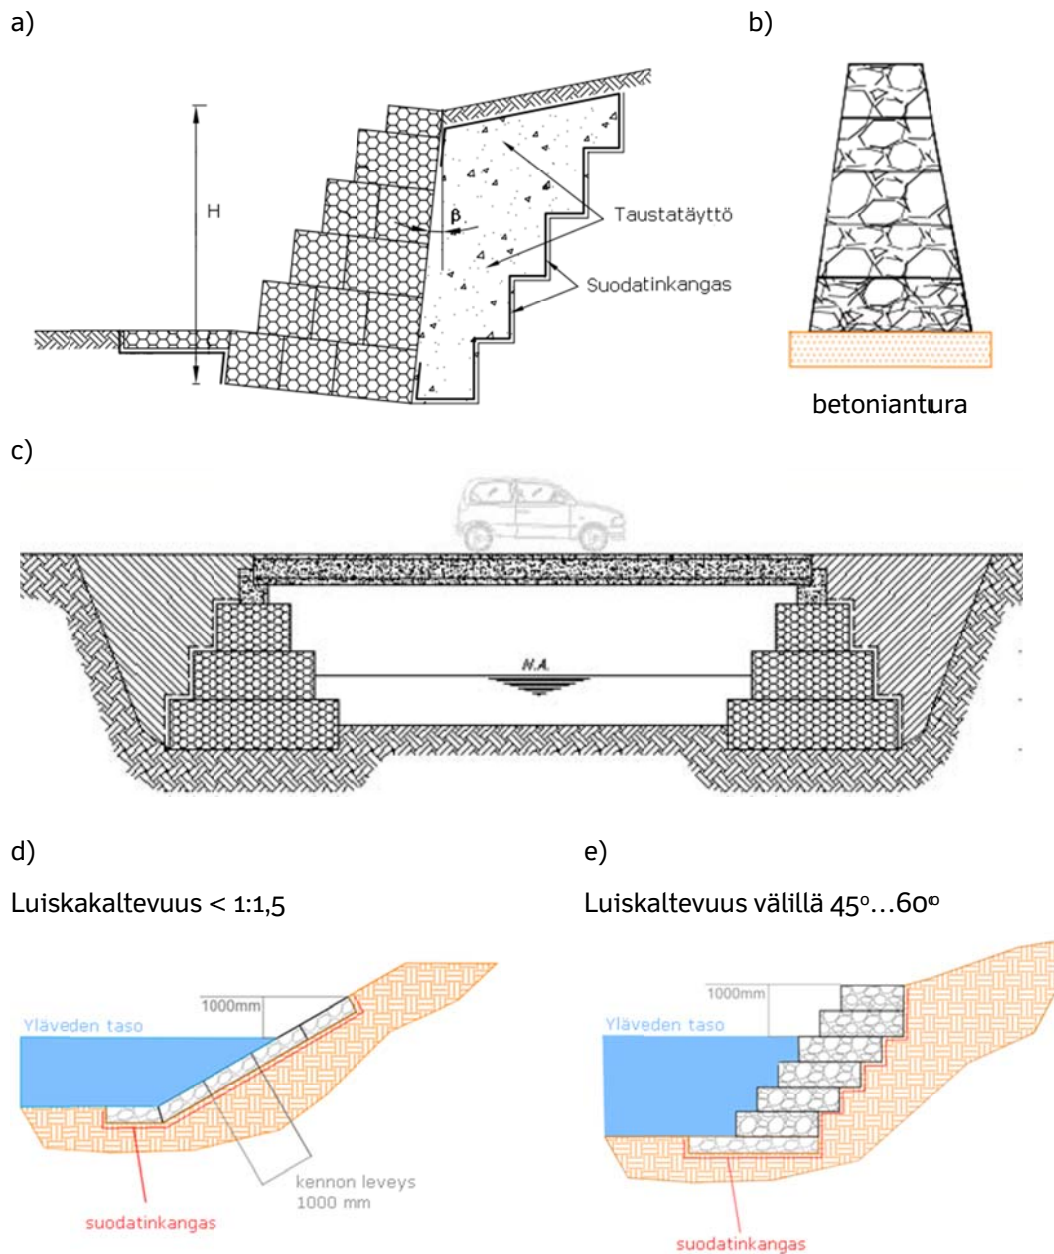 a)
b)
H
β
Taustatäyttö
Suodatinkangas
betoniantura
c)
N.A.
d)
e)
Luiskakaltevuus < 1:1,5
Luiskaltevuus välillä 45°...60°
1000mm
Yläveden taso
kennon leveys
1000 mm
suodatinkangas
1000mm
Yläveden taso
suodatinkangas